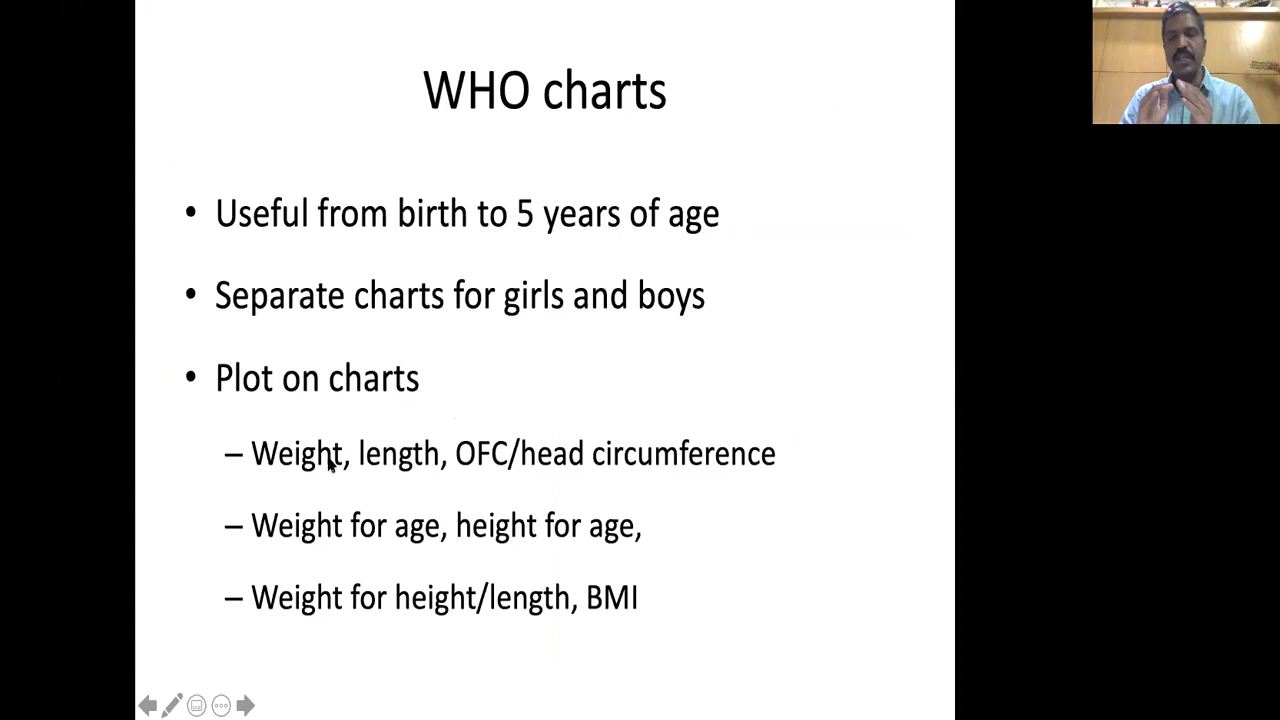 WHO charts
• Useful from birth to 5 years of age
• Separate charts for girls and boys
• Plot on charts
– Weight, length, OFC/head circumference
– Weight for age, height for age,
– Weight for height/length, BMI